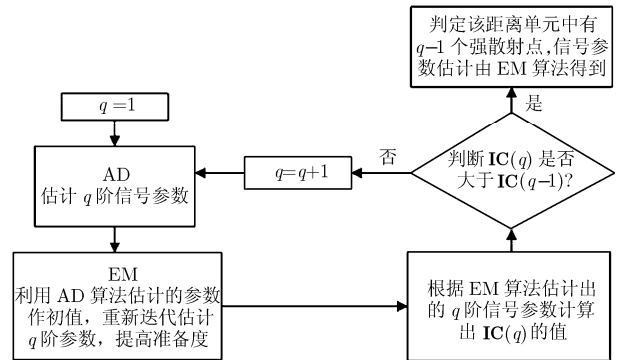 q=1
AD
估计 q 阶信号参数
EM
利用 AD 算法估计的参数
作初值，重新迭代估计
q 阶参数，提高准备度
根据 EM 算法估计出
的 q 阶信号参数计算
出 IC(q) 的值
判断 IC(q) 是否
大于 IC(q−1)?
否
q=q+1
是
判定该距离单元中有
q−1 个强散射点,信号参
数估计由 EM 算法得到